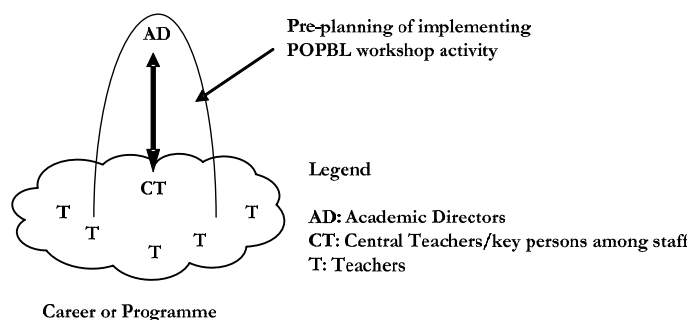 AD
Pre-planning of implementing
POPBL workshop activity
CT
T
T
T
T
T
Legend
AD: Academic Directors
CT: Central Teachers/key persons among staff
T: Teachers
Career or Programme